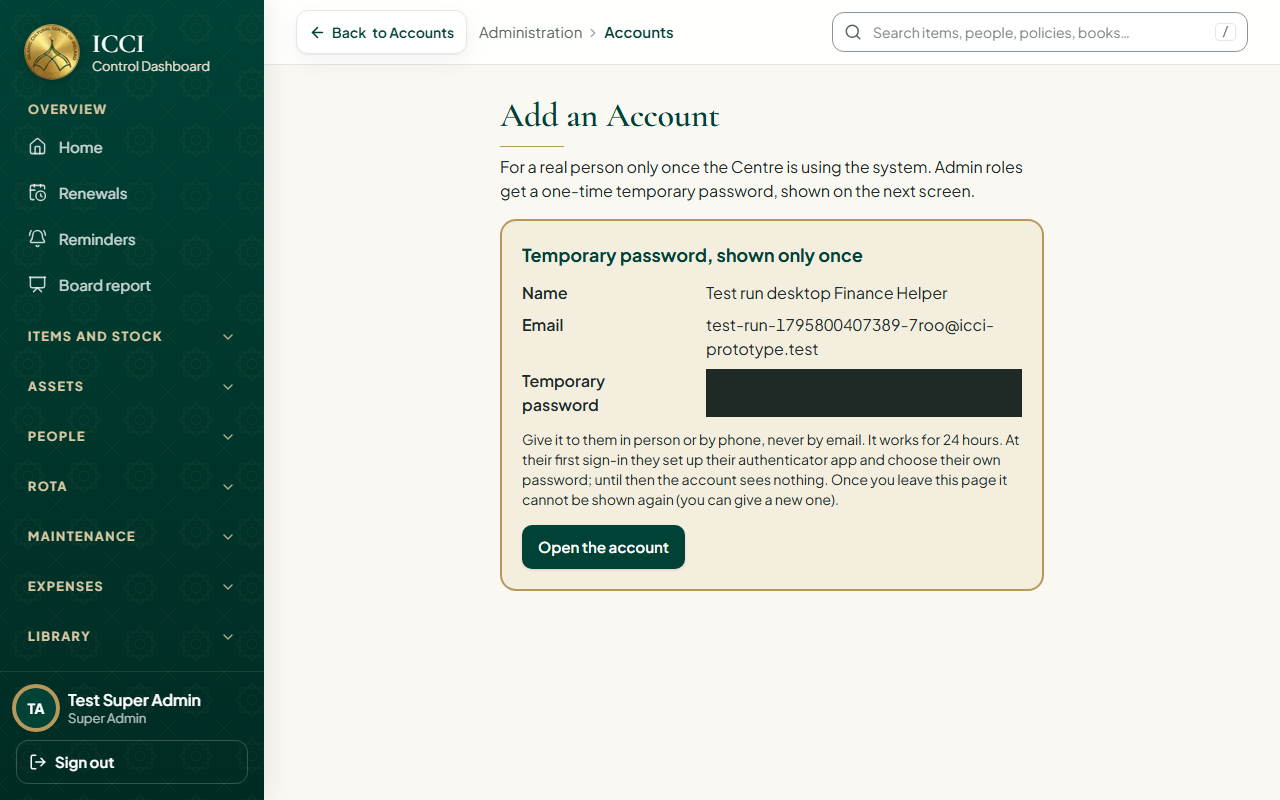 ICCI
Control Dashboard
OVERVIEW
Home
Renewals
Reminders
Board report
ITEMS AND STOCK
ASSETS
PEOPLE
ROTA
MAINTENANCE
EXPENSES
LIBRARY
TA
Test Super Admin
Super Admin
Sign out
Back to Accounts
Administration
Accounts
Search items, people, policies, books…
/
Add an Account
For a real person only once the Centre is using the system. Admin roles
get a one-time temporary password, shown on the next screen.
Temporary password, shown only once
Name
Test run desktop Finance Helper
Email
test-run-1795800407389-7roo@icci-
prototype.test
Temporary
password
Give it to them in person or by phone, never by email. It works for 24 hours. At
their first sign-in they set up their authenticator app and choose their own
password; until then the account sees nothing. Once you leave this page it
cannot be shown again (you can give a new one).
Open the account